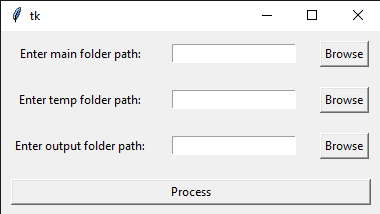 tk
Enter main folder path: Browse
Enter temp folder path: Browse
Enter output folder path: Browse
Process